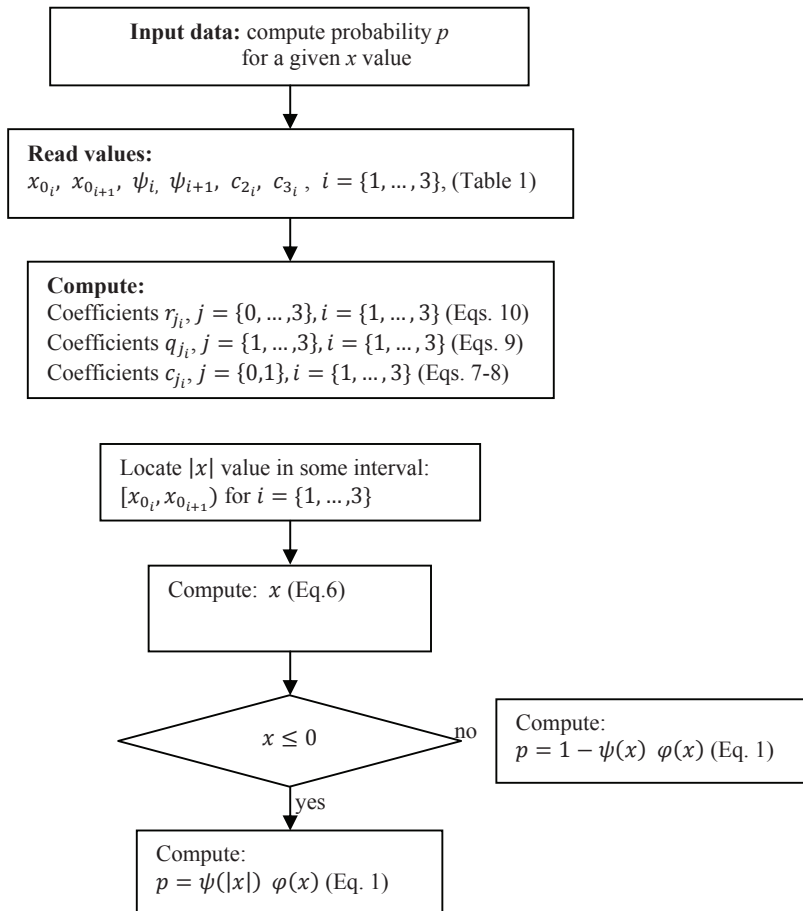 Input data: compute probability p
for a given x value
Read values:
x₀ᵢ, x₀ᵢ₊₁, ψᵢ, ψᵢ₊₁, c₂ᵢ, c₃ᵢ , i = {1, … ,3}, (Table 1)
Compute:
Coefficients rⱼᵢ, j = {0, … ,3}, i = {1, … ,3} (Eqs. 10)
Coefficients qⱼᵢ, j = {1, … ,3}, i = {1, … ,3} (Eqs. 9)
Coefficients cⱼᵢ, j = {0,1}, i = {1, … ,3} (Eqs. 7-8)
Locate |x| value in some interval:
[x₀ᵢ, x₀ᵢ₊₁) for i = {1, … ,3}
Compute: x (Eq.6)
x ≤ 0
no
Compute:
p = 1 − ψ(x) φ(x) (Eq. 1)
yes
Compute:
p = ψ(|x|) φ(x) (Eq. 1)